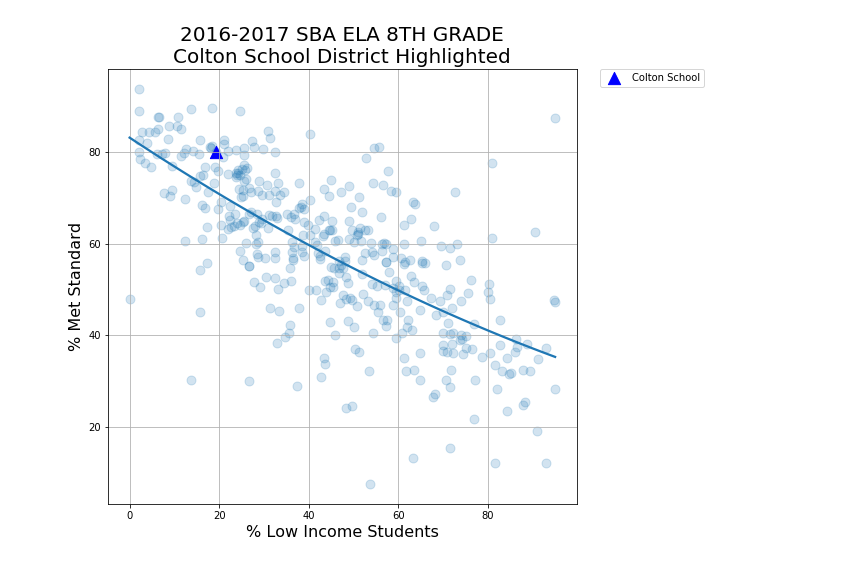 2016-2017 SBA ELA 8TH GRADE
Colton School District Highlighted
Colton School
% Met Standard
80
60
40
20
0 20 40 60 80
% Low Income Students